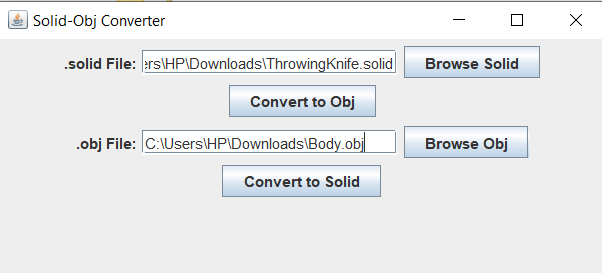 Solid-Obj Converter
.solid File: ers\HP\Downloads\ThrowingKnife.solid Browse Solid
Convert to Obj
.obj File: C:\Users\HP\Downloads\Body.obj Browse Obj
Convert to Solid